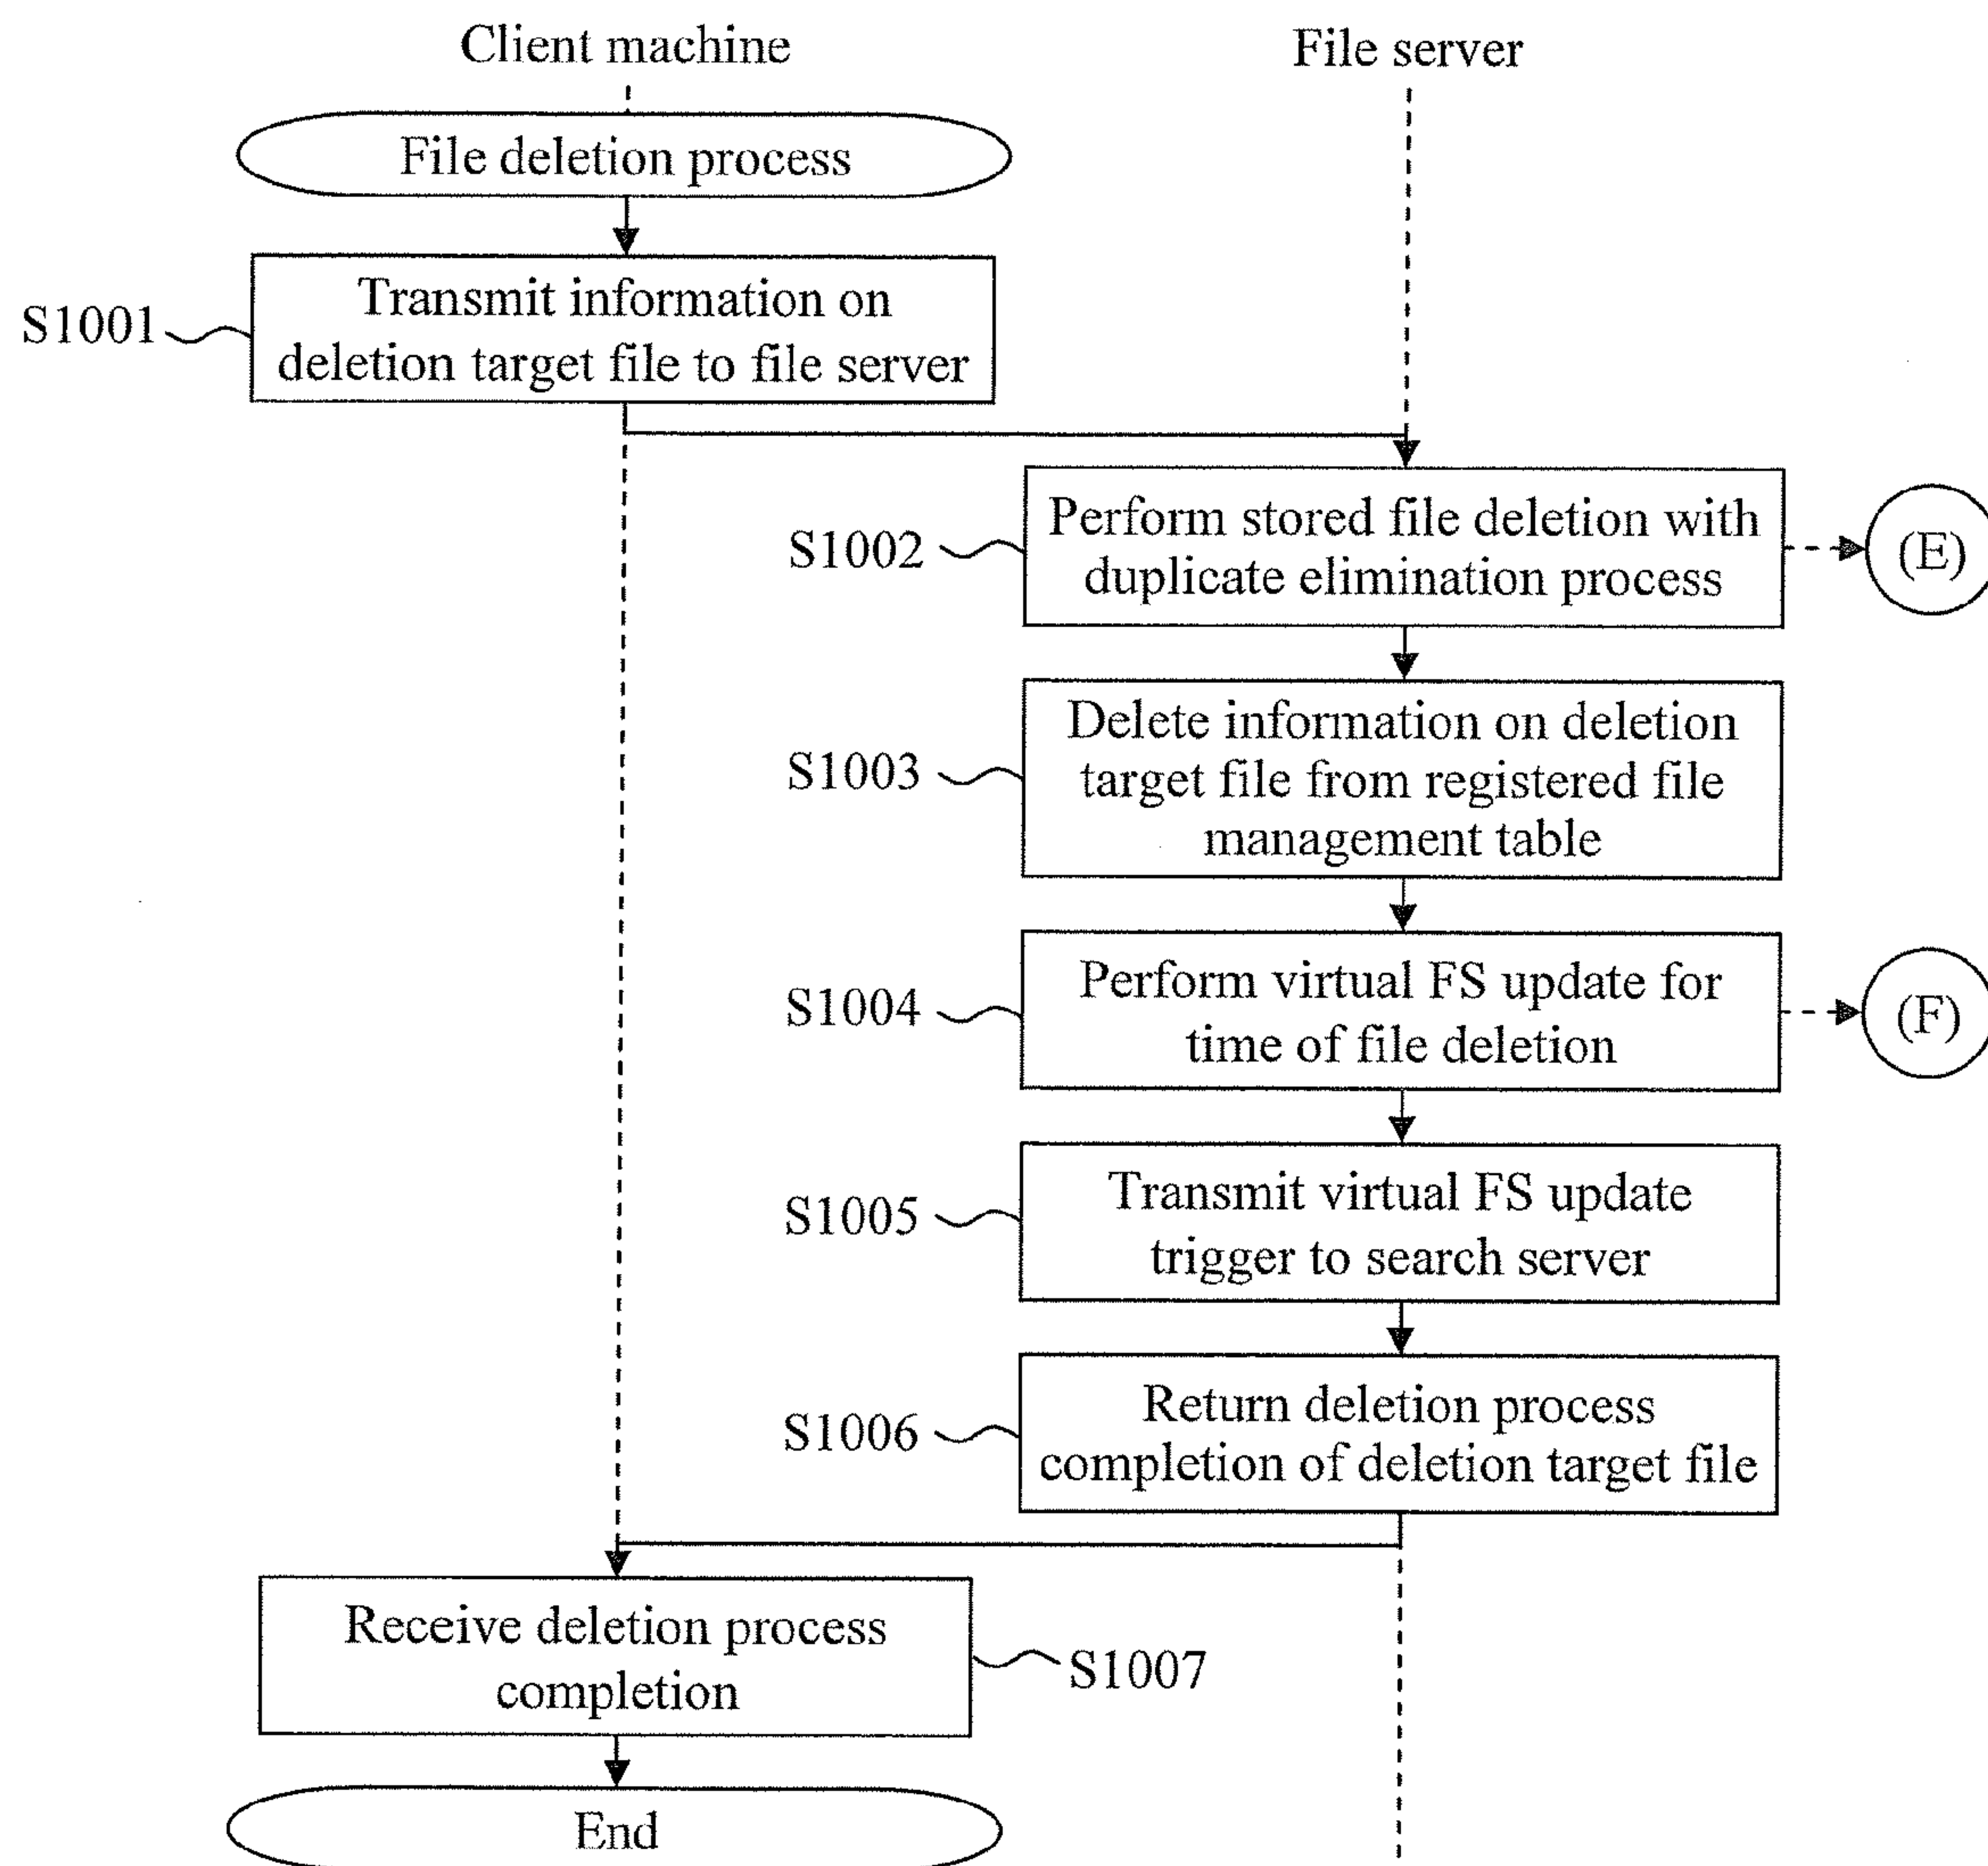 Client machine
File server
File deletion process
S1001
Transmit information on
deletion target file to file server
S1002
Perform stored file deletion with
duplicate elimination process
(E)
S1003
Delete information on deletion
target file from registered file
management table
S1004
Perform virtual FS update for
time of file deletion
(F)
S1005
Transmit virtual FS update
trigger to search server
S1006
Return deletion process
completion of deletion target file
Receive deletion process
completion
S1007
End